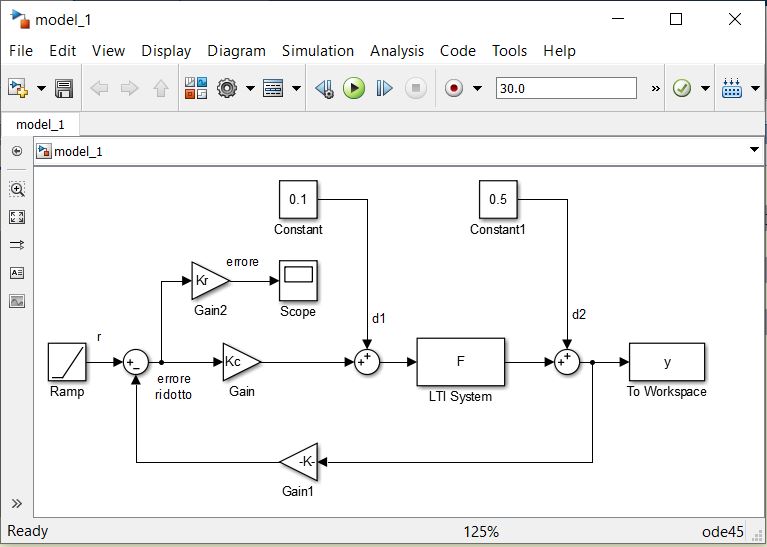 model_1
File Edit View Display Diagram Simulation Analysis Code Tools Help
30.0
»
model_1
model_1
0.1
Constant
0.5
Constant1
errore
Kr
Gain2
Scope
d1
d2
r
Ramp
+
-
errore
ridotto
Kc
Gain
+
+
F
LTI System
+
+
y
To Workspace
-K-
Gain1
»
Ready 125% ode45